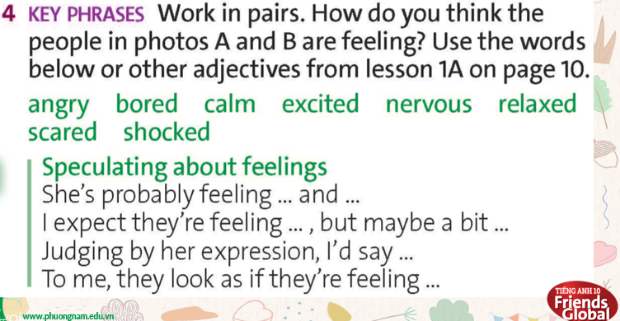 4 KEY PHRASES Work in pairs. How do you think the
people in photos A and B are feeling? Use the words
below or other adjectives from lesson 1A on page 10.
angry bored calm excited nervous relaxed
scared shocked
Speculating about feelings
She's probably feeling ... and ...
I expect they're feeling ... , but maybe a bit ...
Judging by her expression, I'd say ...
To me, they look as if they're feeling ...
www.phuongnam.edu.vn
TIẾNG ANH 10
Friends
Global